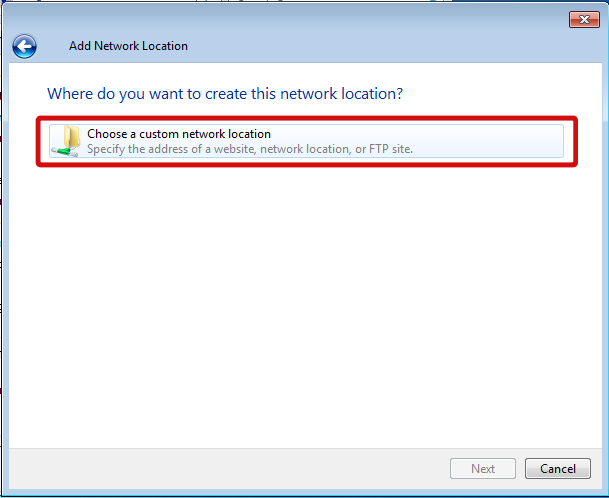 Add Network Location
Where do you want to create this network location?
Choose a custom network location
Specify the address of a website, network location, or FTP site.
Next
Cancel